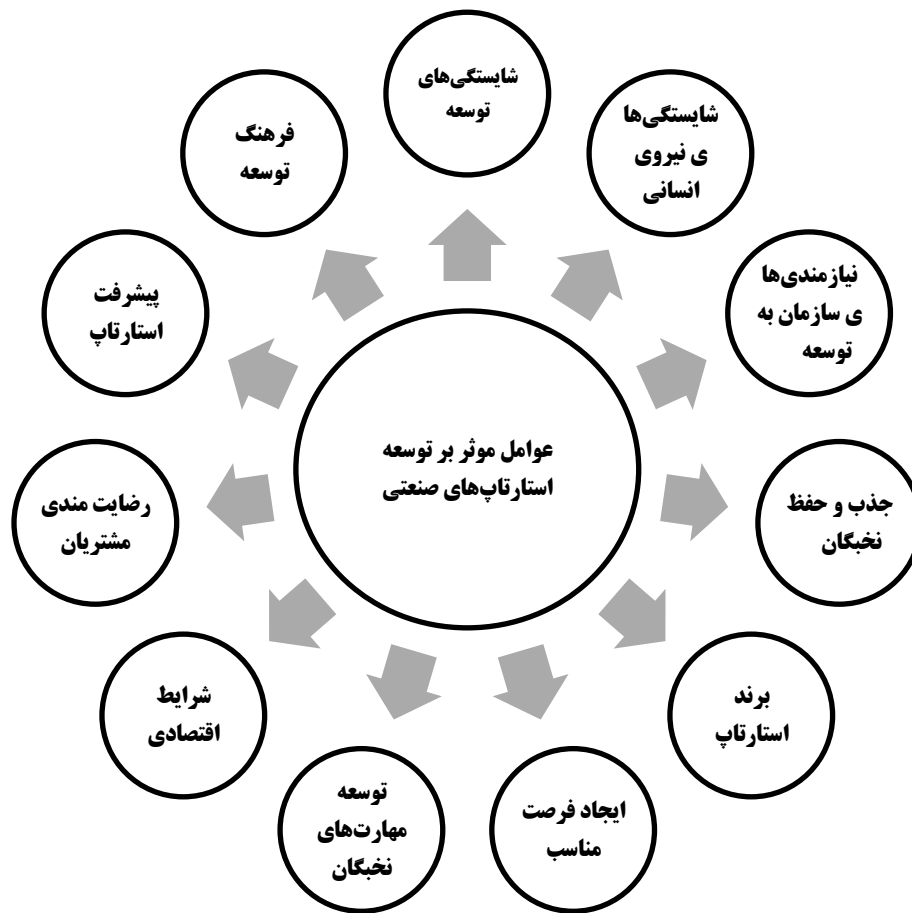 شایستگی‌های
توسعه
شایستگی‌ها
ی نیروی
انسانی
نیازمندی‌ها
ی سازمان به
توسعه
جذب و حفظ
نخبگان
برند
استارتاپ
ایجاد فرصت
مناسب
توسعه
مهارت‌های
نخبگان
شرایط
اقتصادی
رضایت مندی
مشتریان
پیشرفت
استارتاپ
فرهنگ
توسعه
عوامل موثر بر توسعه
استارتاپ‌های صنعتی